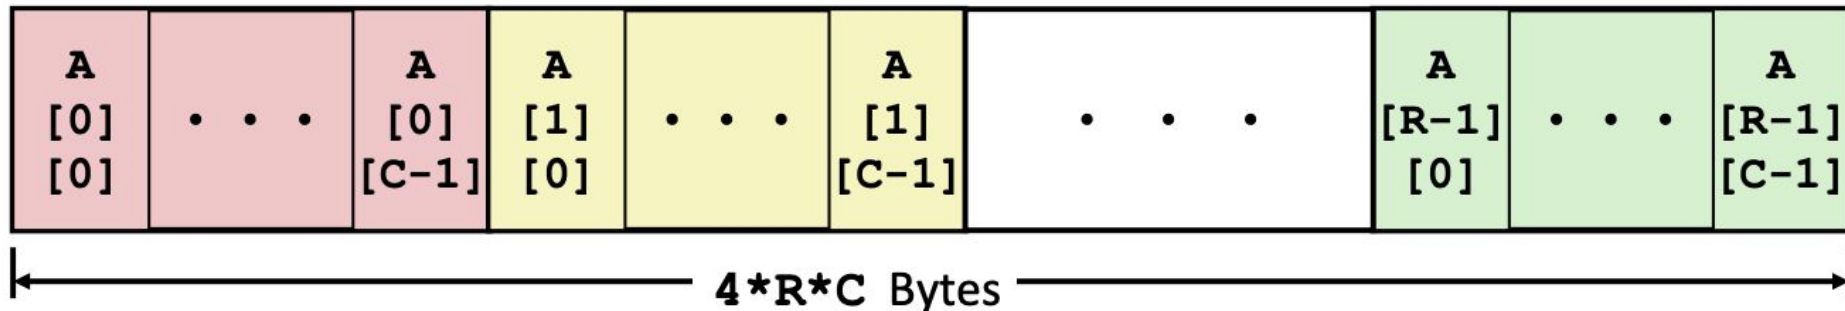 A [0] [0]
• • •
A [0] [C-1]
A [1] [0]
• • •
A [1] [C-1]
• • •
A [R-1] [0]
• • •
A [R-1] [C-1]
4*R*C Bytes